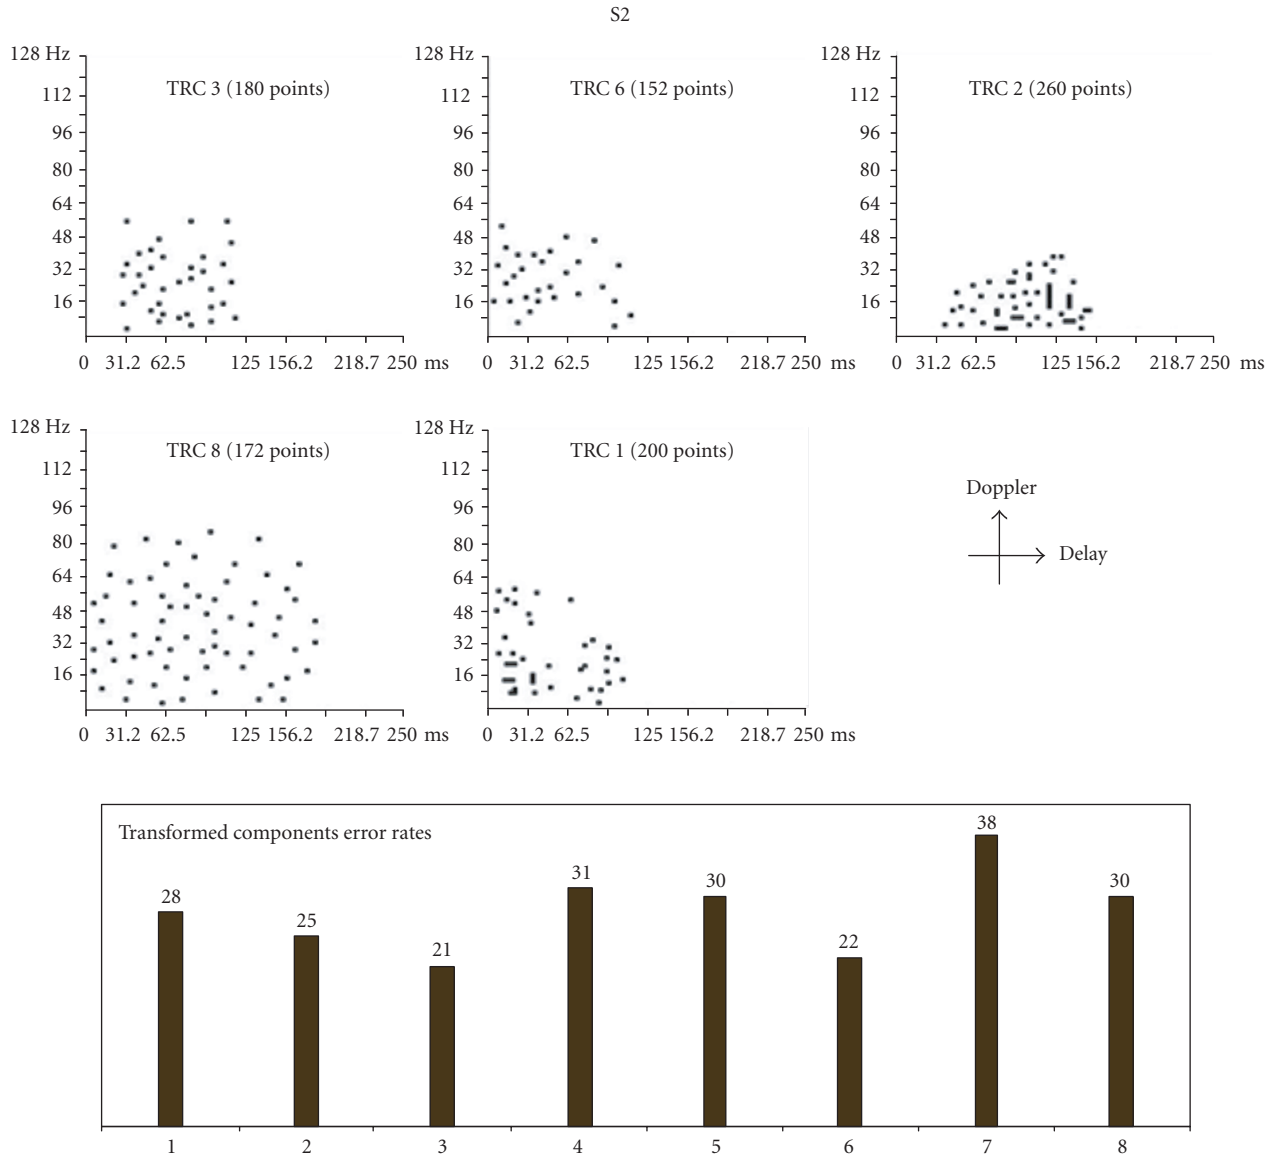 S2
128 Hz
112
96
80
64
48
32
16
TRC 3 (180 points)
0 31.2 62.5 125 156.2 218.7 250 ms
128 Hz
112
96
80
64
48
32
16
TRC 6 (152 points)
0 31.2 62.5 125 156.2 218.7 250 ms
128 Hz
112
96
80
64
48
32
16
TRC 2 (260 points)
0 31.2 62.5 125 156.2 218.7 250 ms
128 Hz
112
96
80
64
48
32
16
TRC 8 (172 points)
0 31.2 62.5 125 156.2 218.7 250 ms
128 Hz
112
96
80
64
48
32
16
TRC 1 (200 points)
0 31.2 62.5 125 156.2 218.7 250 ms
Doppler
Delay
Transformed components error rates
28 25 21 31 30 22 38 30
1 2 3 4 5 6 7 8